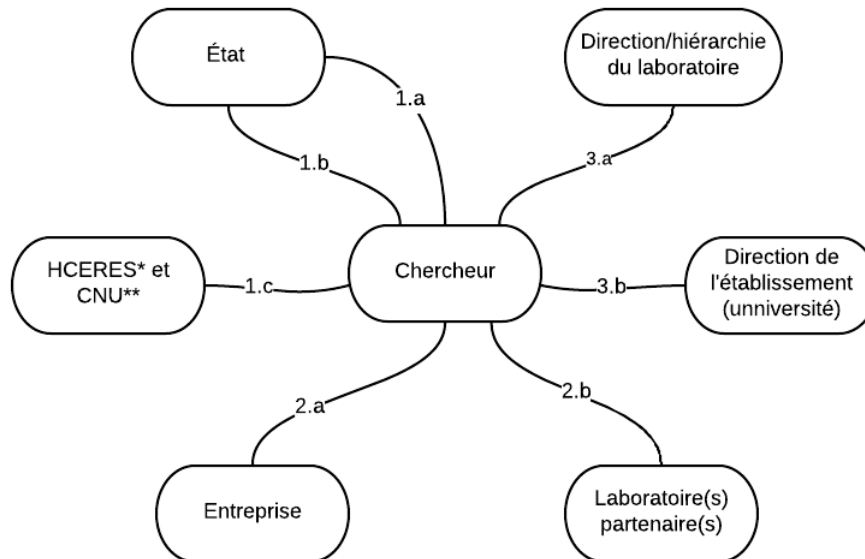 État
Direction/hiérarchie
du laboratoire
1.a
1.b
3.a
HCERES* et
CNU**
1.c
Chercheur
3.b
Direction de
l'établissement
(unniversité)
2.a
2.b
Entreprise
Laboratoire(s)
partenaire(s)